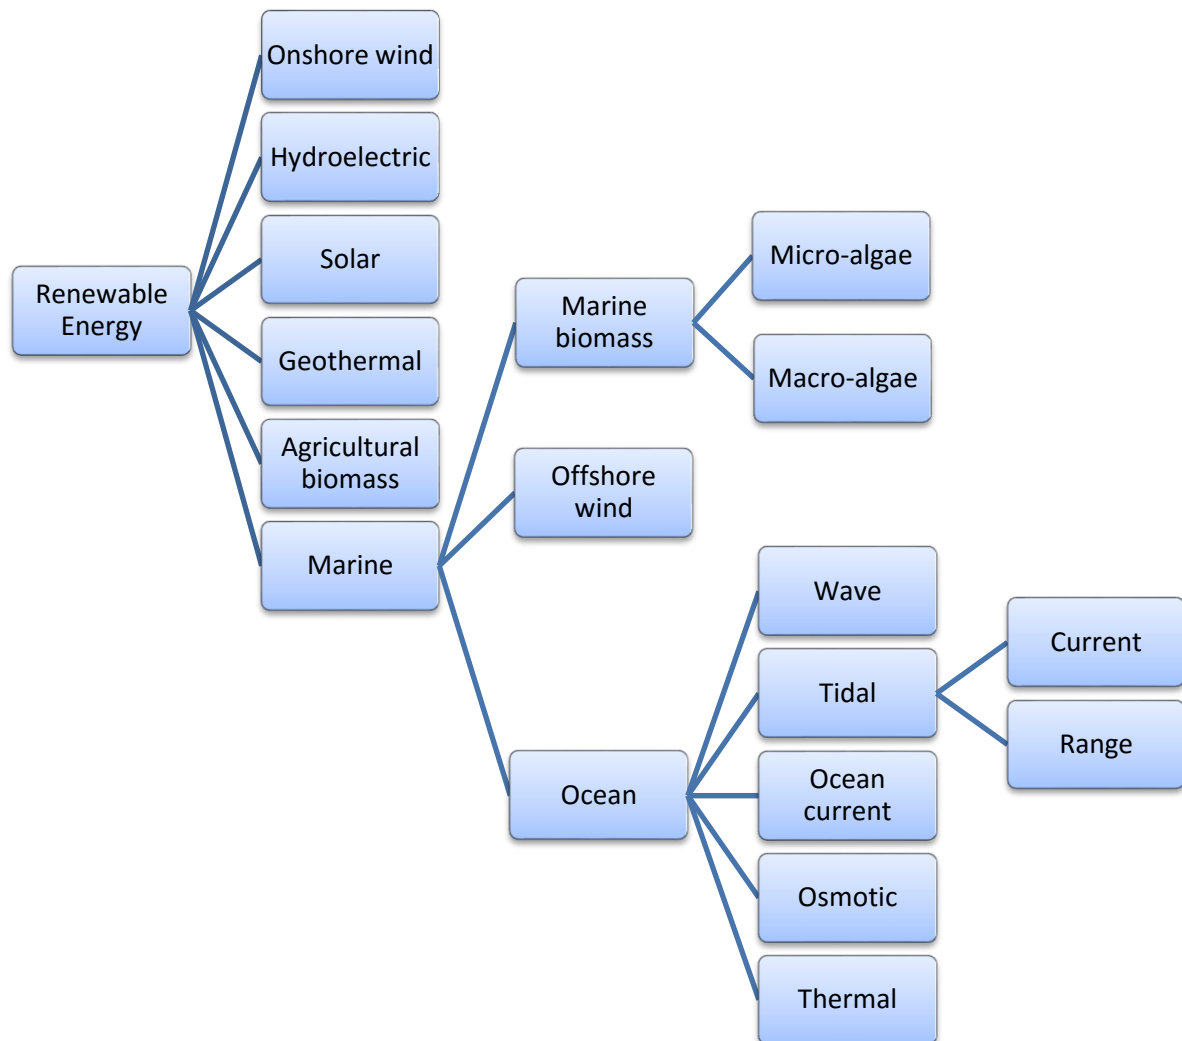 Renewable
Energy
Onshore wind
Hydroelectric
Solar
Geothermal
Agricultural
biomass
Marine
Marine
biomass
Offshore
wind
Ocean
Micro-algae
Macro-algae
Wave
Tidal
Ocean
current
Osmotic
Thermal
Current
Range